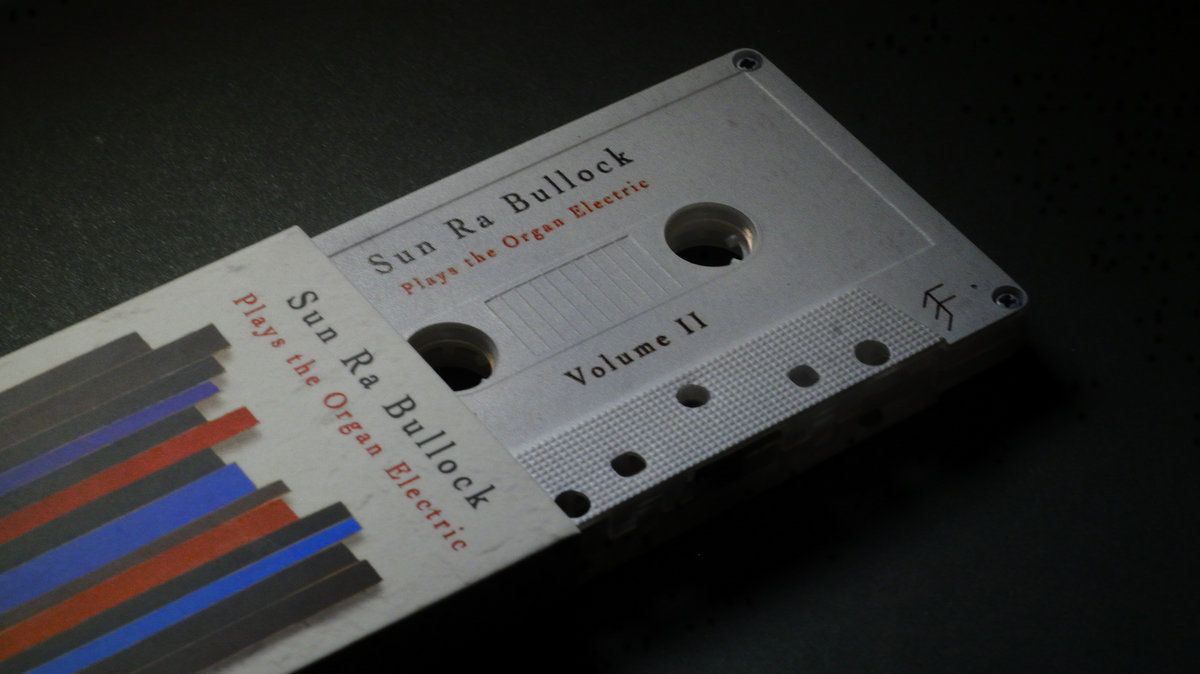 Sun Ra Bullock
Plays the Organ Electric
Volume II
Sun Ra Bullock
Plays the Organ Electric